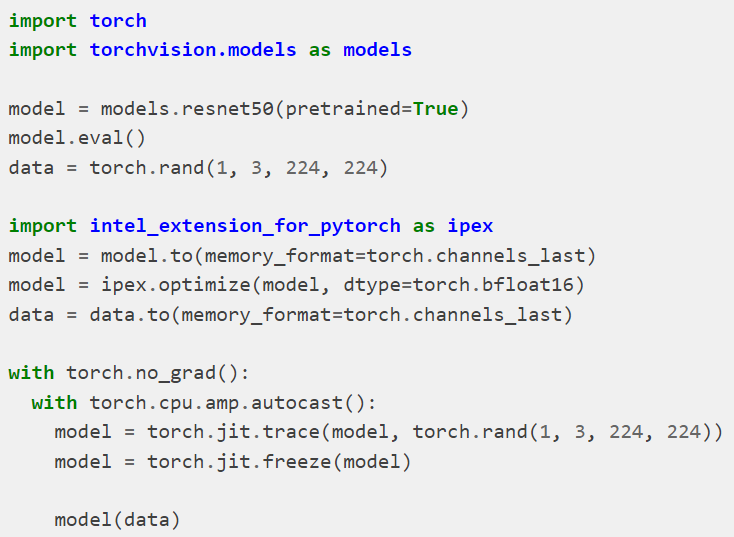 import torch
import torchvision.models as models
model = models.resnet50(pretrained=True)
model.eval()
data = torch.rand(1, 3, 224, 224)
import intel_extension_for_pytorch as ipex
model = model.to(memory_format=torch.channels_last)
model = ipex.optimize(model, dtype=torch.bfloat16)
data = data.to(memory_format=torch.channels_last)
with torch.no_grad():
  with torch.cpu.amp.autocast():
    model = torch.jit.trace(model, torch.rand(1, 3, 224, 224))
    model = torch.jit.freeze(model)
    model(data)